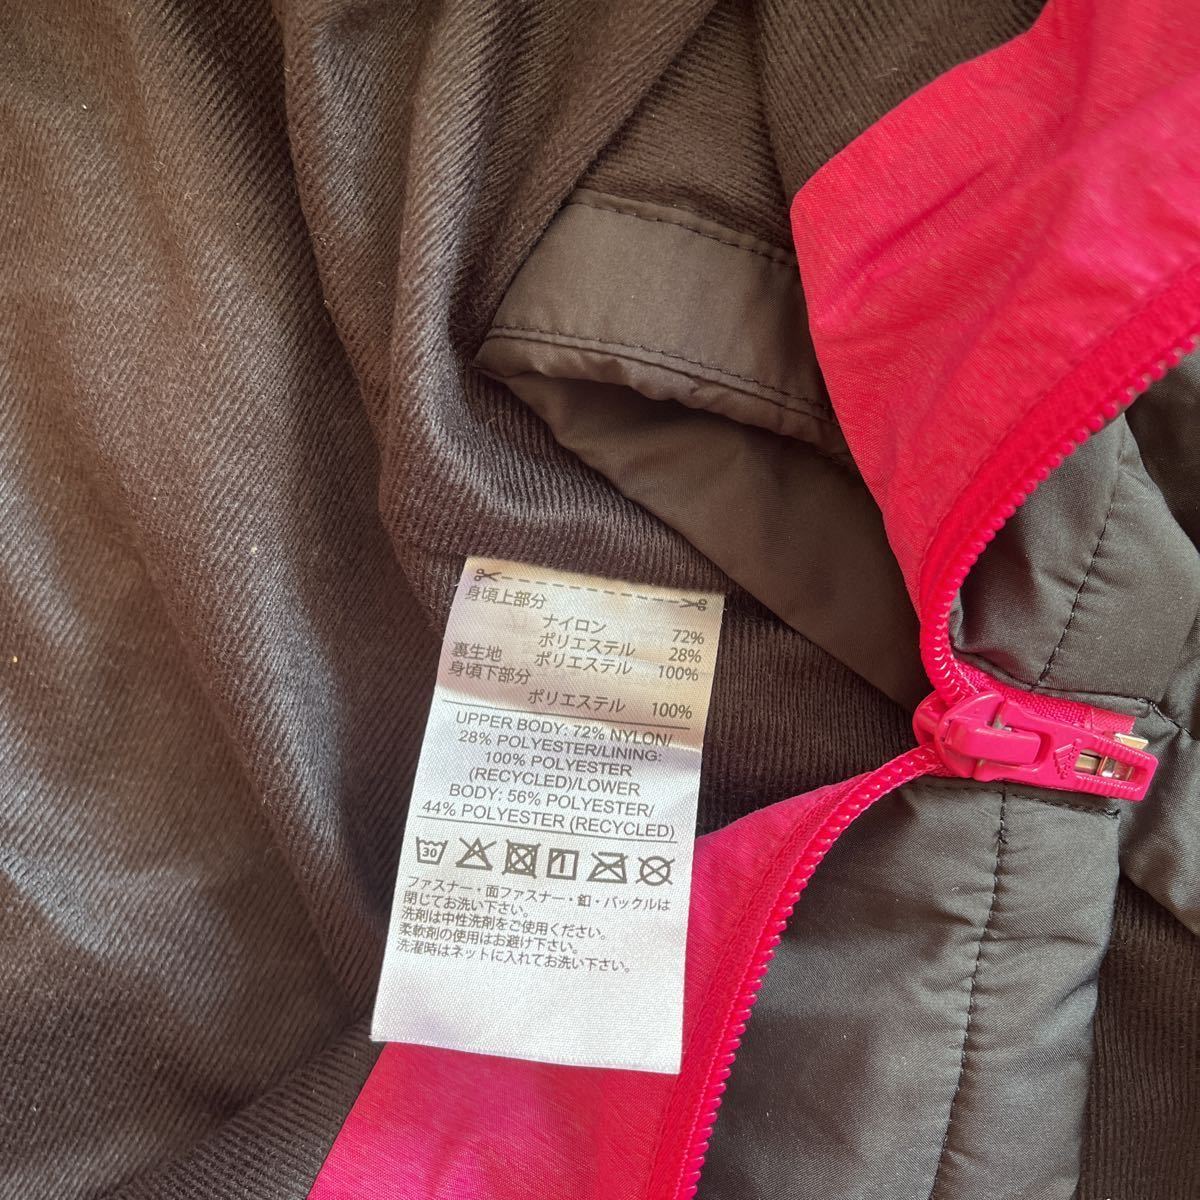 身頃上部分
ナイロン 72%
ポリエステル 28%
裏生地 ポリエステル 100%
身頃下部分
ポリエステル 100%
UPPER BODY: 72% NYLON/
28% POLYESTER/LINING:
100% POLYESTER
(RECYCLED)/LOWER
BODY: 56% POLYESTER/
44% POLYESTER (RECYCLED)
30
ファスナー・面ファスナー・釦・バックルは
閉じてお洗い下さい。
洗剤は中性洗剤をご使用ください。
柔軟剤の使用はお避け下さい。
洗濯時はネットに入れてお洗い下さい。
adidas